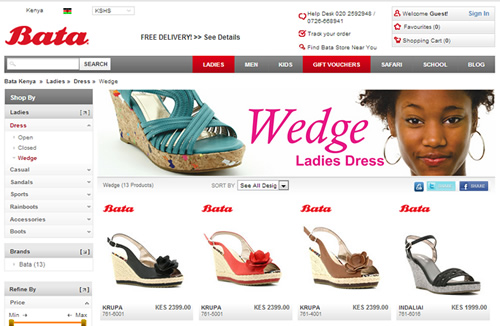 Kenya
KSHS
Help Desk 020 2592948 /
0726-668941
Welcome Guest! Sign In
Favourites (0)
Shopping Cart (0)
Bata
FREE DELIVERY! >> See Details
Track your order
Find Bata Store Near You
SEARCH
LADIES MEN KIDS GIFT VOUCHERS SAFARI SCHOOL BLOG
Bata Kenya » Ladies » Dress » Wedge
Shop By
Ladies
Dress
Open
Closed
Wedge
Casual
Sandals
Sports
Rainboots
Accessories
Boots
Brands
Bata (13)
Refine By
Price
Min Max
Wedge
Ladies Dress
Wedge (13 Products) SORT BY See All Desig
SHARE
Bata Bata Bata Bata
KRUPA KES 2399.00 KRUPA KES 2399.00 KRUPA KES 2399.00 INDALIAI KES 1999.00
761-6001 761-5001 761-4001 761-6016